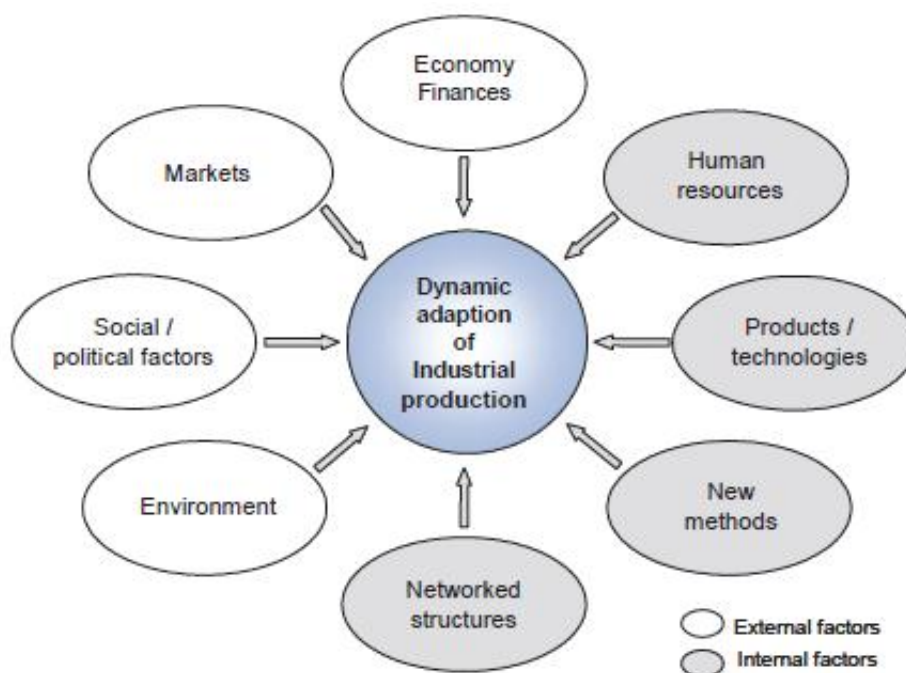 Economy
Finances
Markets
Human
resources
Social /
political factors
Dynamic
adaption
of
Industrial
production
Products /
technologies
Environment
New
methods
Networked
structures
External factors
Internal factors